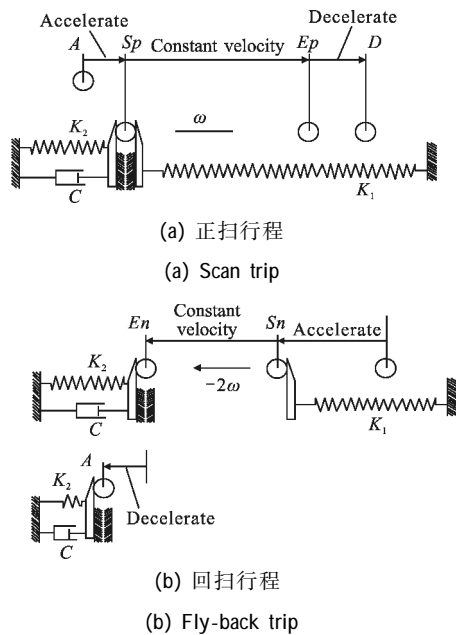 Accelerate
Decelerate
A
Sp
Constant velocity
Ep
D
K₂
ω
C
K₁
(a) 正扫行程
(a) Scan trip
Constant
velocity
En
Sn
Accelerate
K₂
−2ω
C
K₁
K₂
A
Decelerate
C
(b) 回扫行程
(b) Fly-back trip